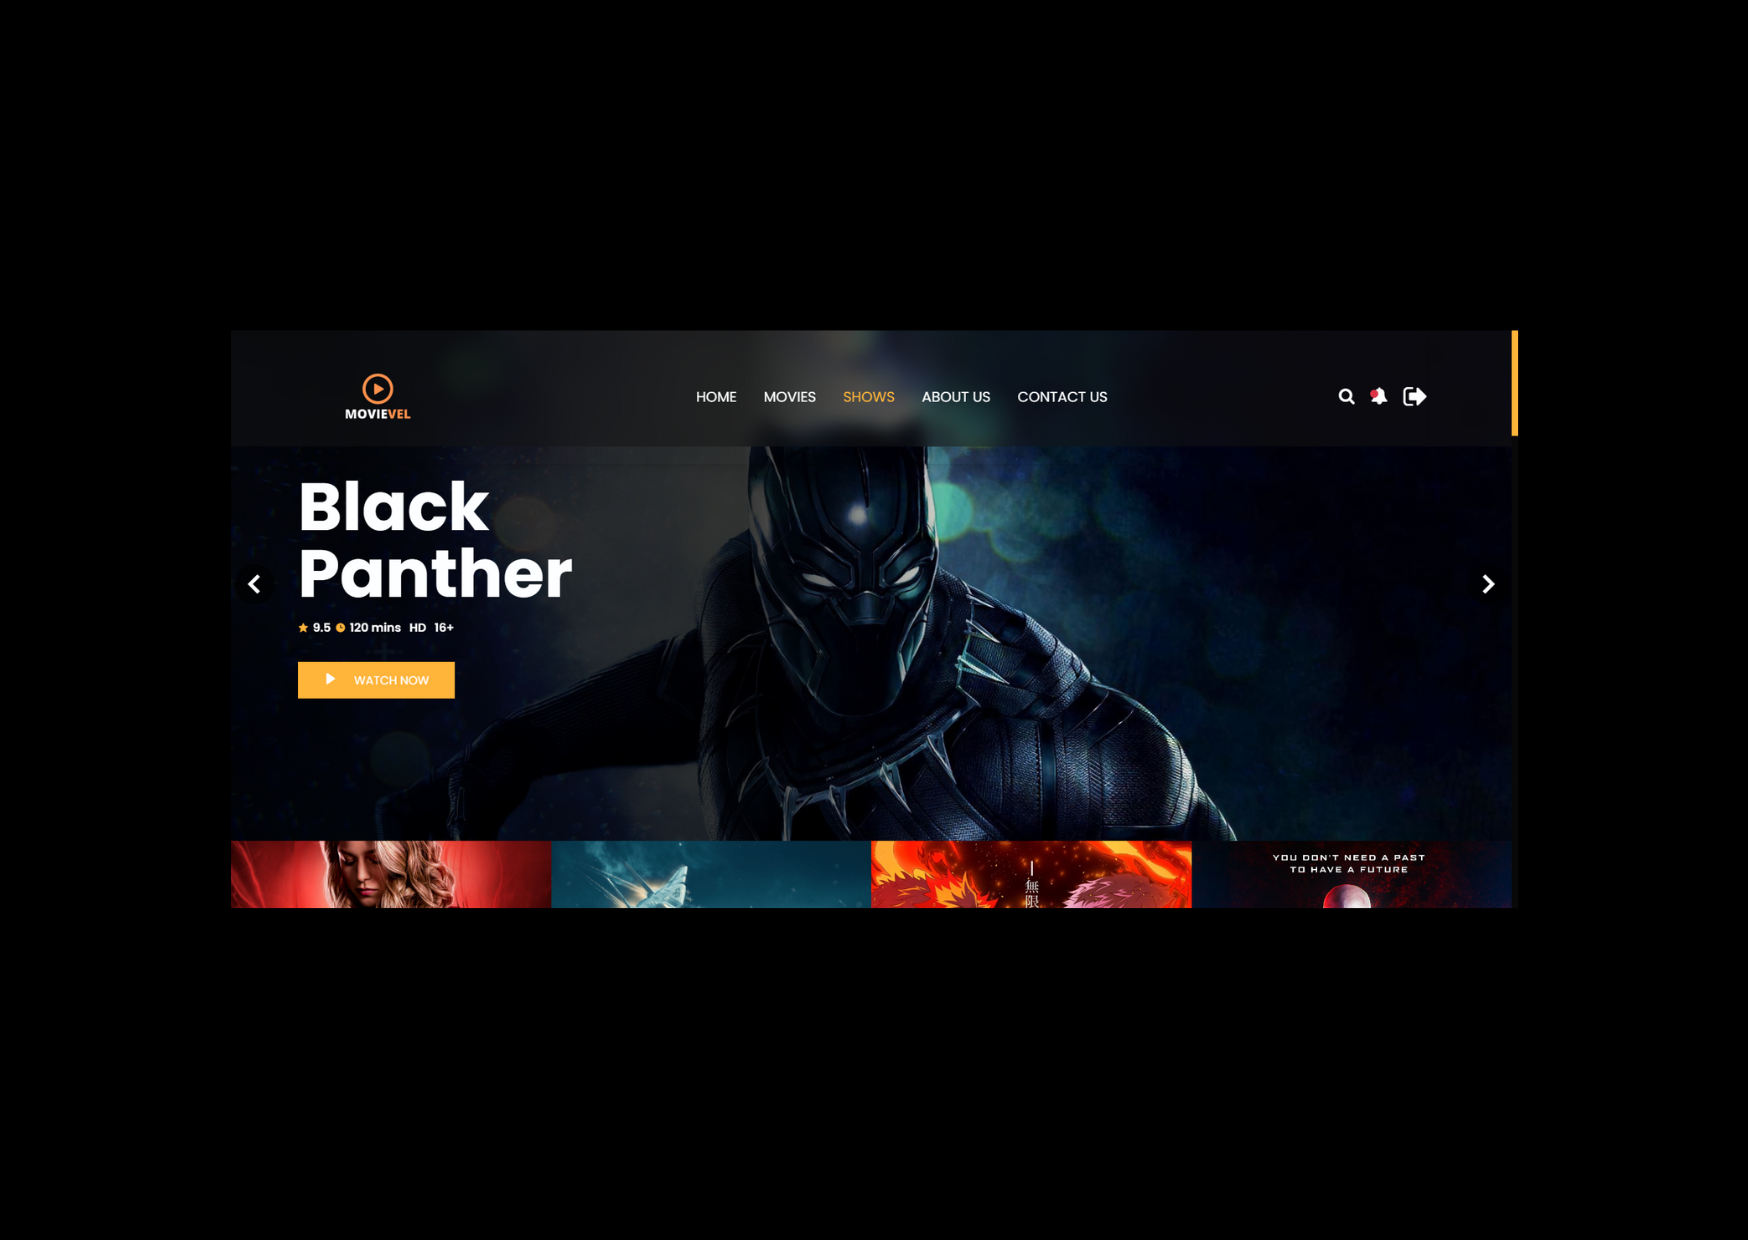 MOVIEVEL
HOME MOVIES SHOWS ABOUT US CONTACT US
Black
Panther
9.5 120 mins HD 16+
WATCH NOW
無
限
YOU DON'T NEED A PAST
TO HAVE A FUTURE